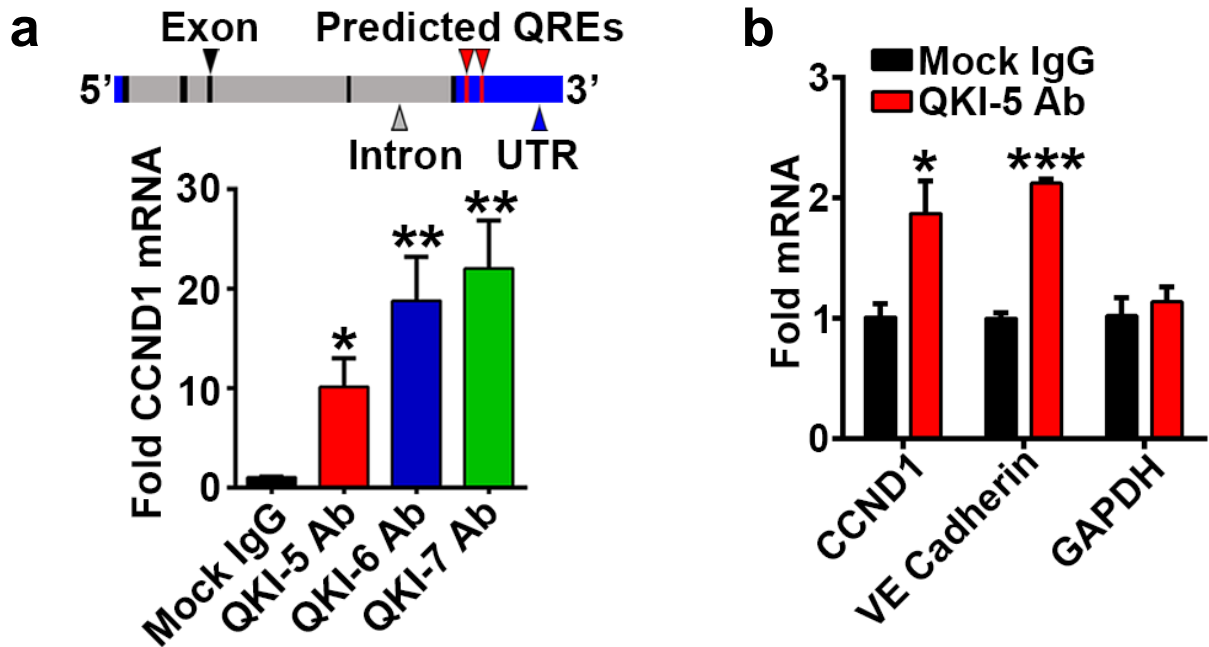 a
Exon Predicted QREs
5’ 3’
Intron UTR
Fold CCND1 mRNA
30
20
10
0
*
**
**
Mock IgG
QKI-5 Ab
QKI-6 Ab
QKI-7 Ab
b
Mock IgG
QKI-5 Ab
Fold mRNA
3
2
1
0
*
***
CCND1
VE Cadherin
GAPDH